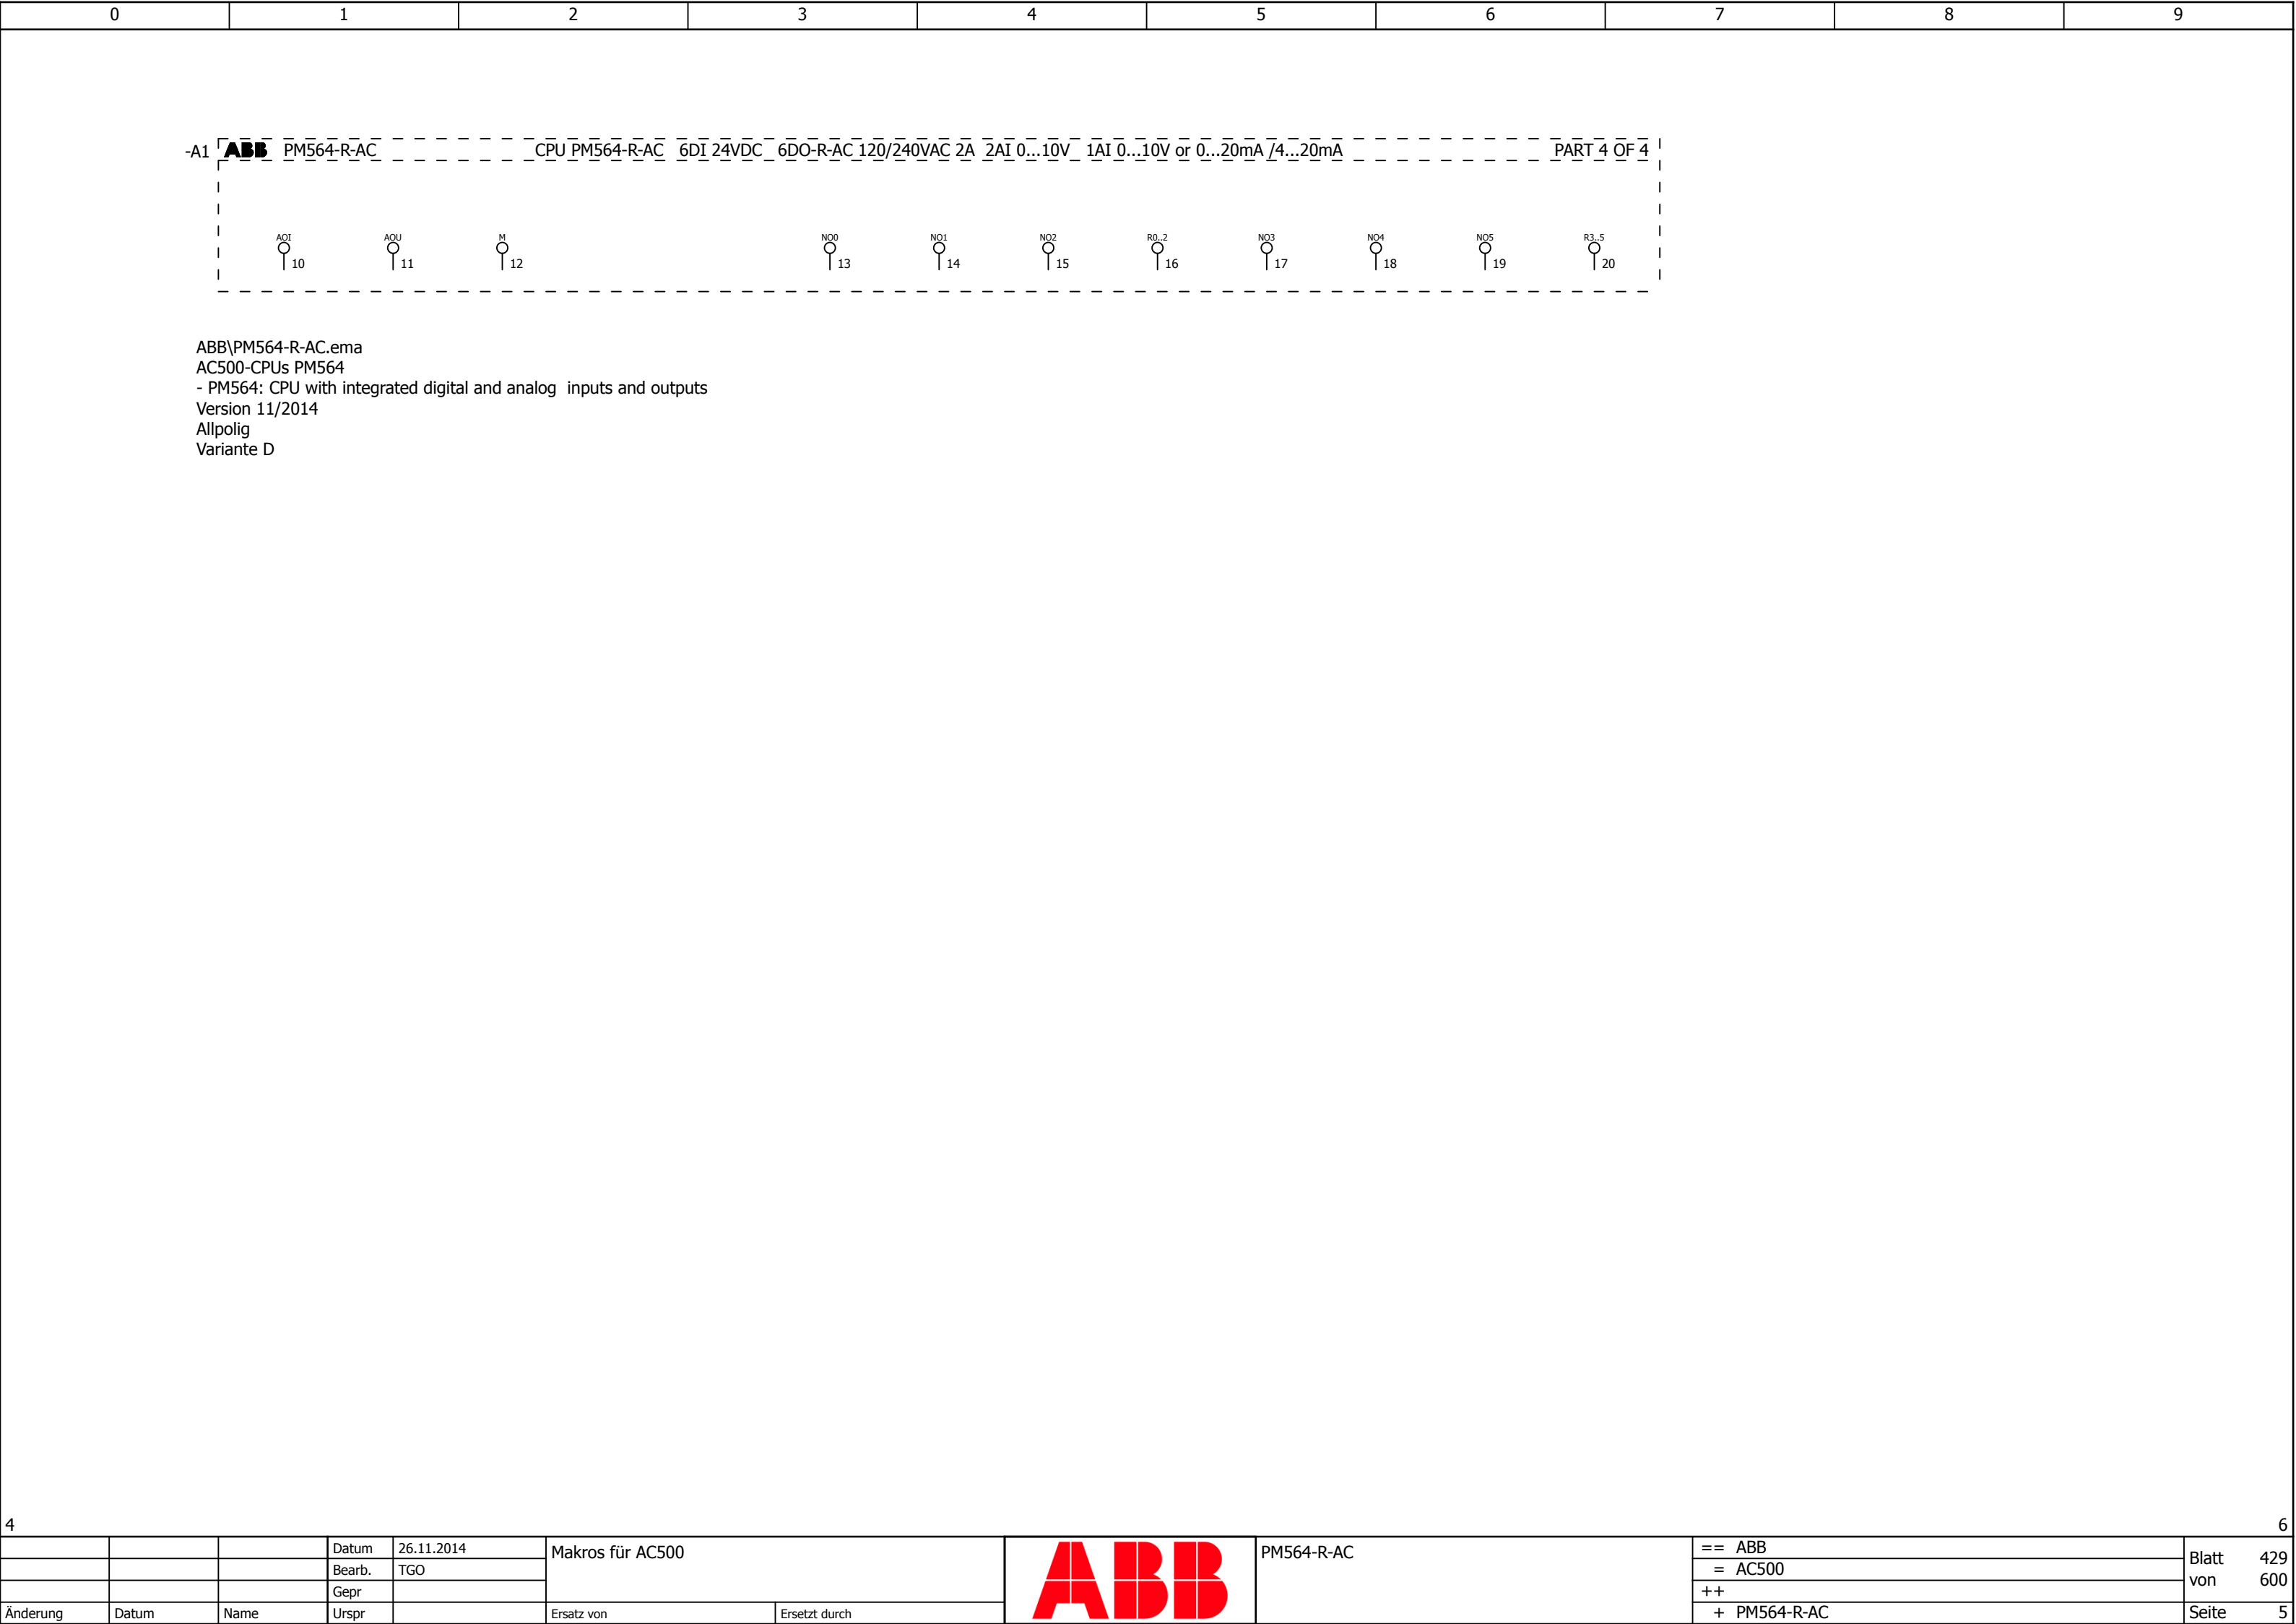 0 1 2 3 4 5 6 7 8 9
-A1 ABB PM564-R-AC CPU PM564-R-AC 6DI 24VDC 6DO-R-AC 120/240VAC 2A 2AI 0...10V 1AI 0...10V or 0...20mA /4...20mA PART 4 OF 4
AOI AOU M NO0 NO1 NO2 R0..2 NO3 NO4 NO5 R3..5
10 11 12 13 14 15 16 17 18 19 20
ABB\PM564-R-AC.ema
AC500-CPUs PM564
- PM564: CPU with integrated digital and analog inputs and outputs
Version 11/2014
Allpolig
Variante D
4 6
Datum 26.11.2014 Makros für AC500 ABB PM564-R-AC == ABB Blatt 429
Bearb. TGO = AC500 von 600
Gepr ++
Änderung Datum Name Urspr Ersatz von Ersetzt durch + PM564-R-AC Seite 5